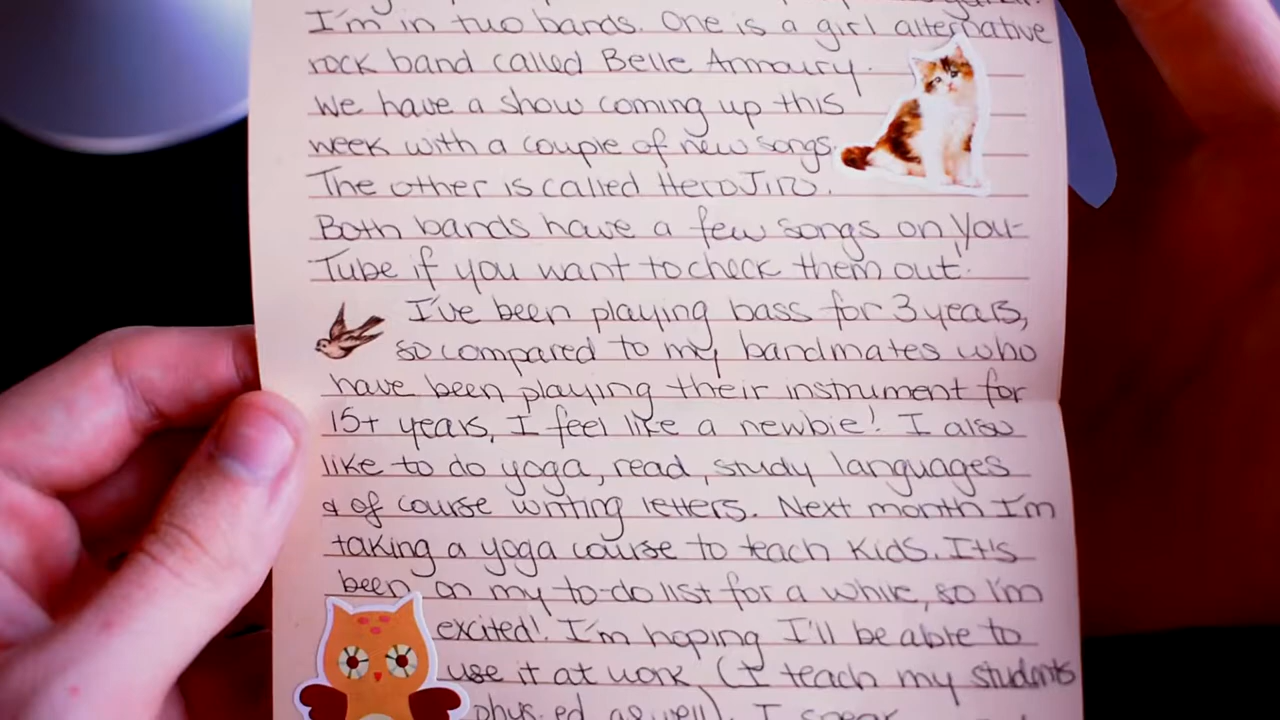 I'm in two bands. One is a girl alternative
rock band called Belle Armoury.
We have a show coming up this
week with a couple of new songs.
The other is called HeroJiro.
Both bands have a few songs on You-
Tube if you want to check them out.
I've been playing bass for 3 years,
so compared to my bandmates who
have been playing their instrument for
15+ years, I feel like a newbie! I also
like to do yoga, read, study languages
& of course writing letters. Next month I'm
taking a yoga course to teach kids. It's
been on my to-do list for a while, so I'm
excited! I'm hoping I'll be able to
use it at work (I teach my students
phys. ed as well). I speak